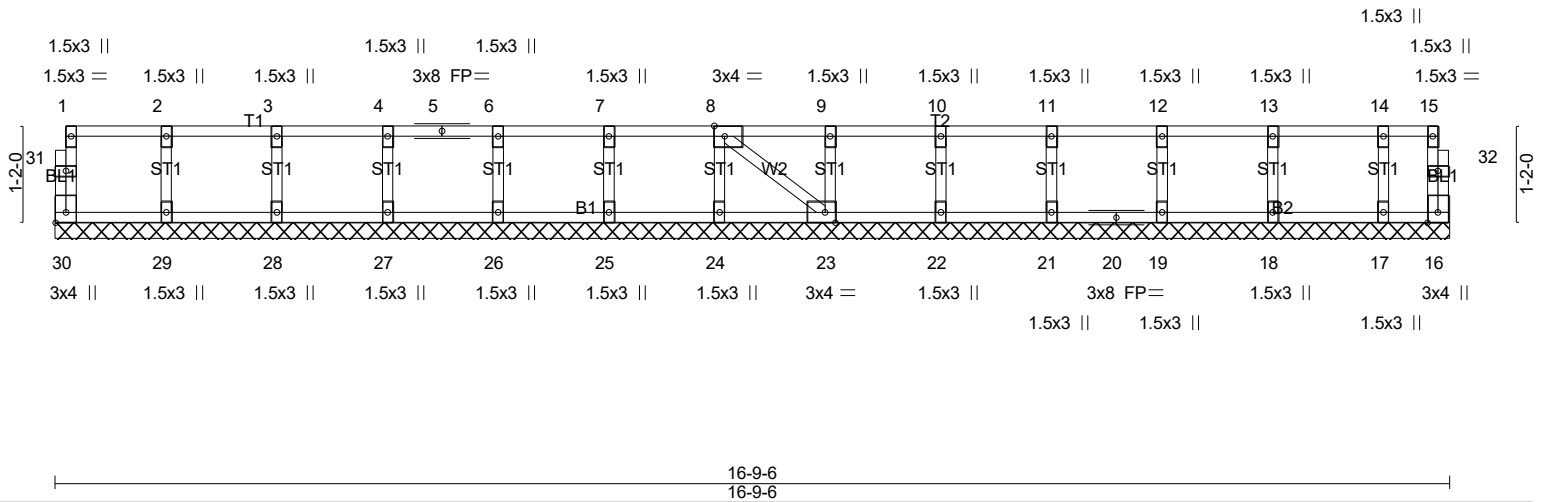 1.5x3 ||
1.5x3 || 1.5x3 || 1.5x3 || 1.5x3 ||
1.5x3 = 1.5x3 || 1.5x3 || 3x8 FP= 1.5x3 || 3x4 = 1.5x3 || 1.5x3 || 1.5x3 || 1.5x3 || 1.5x3 || 1.5x3 =
1 2 3 4 5 6 7 8 9 10 11 12 13 14 15
T1 T2
31 32
1-2-0 1-2-0
BL1 ST1 ST1 ST1 ST1 ST1 ST1 W2 ST1 ST1 ST1 ST1 ST1 ST1 BL1
B1 B2
30 29 28 27 26 25 24 23 22 21 20 19 18 17 16
3x4 || 1.5x3 || 1.5x3 || 1.5x3 || 1.5x3 || 1.5x3 || 1.5x3 || 3x4 = 1.5x3 || 3x8 FP= 1.5x3 || 3x4 ||
1.5x3 || 1.5x3 || 1.5x3 ||
16-9-6
16-9-6